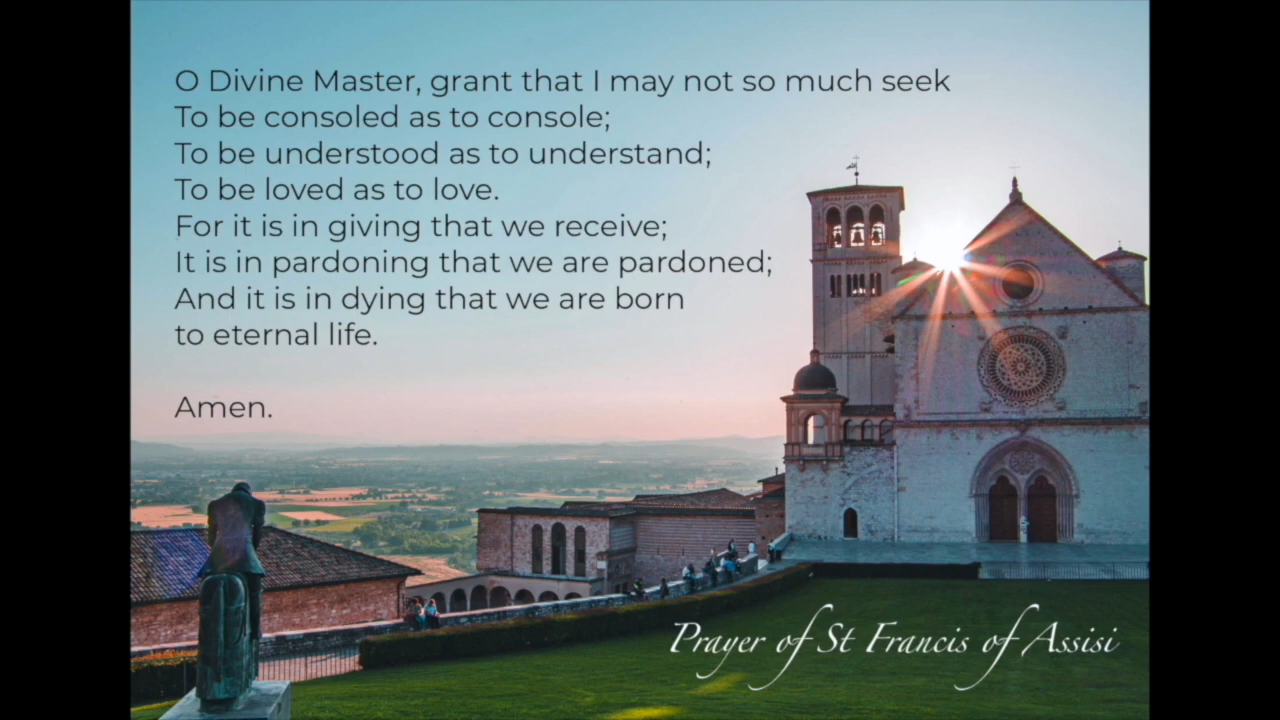 O Divine Master, grant that I may not so much seek
To be consoled as to console;
To be understood as to understand;
To be loved as to love.
For it is in giving that we receive;
It is in pardoning that we are pardoned;
And it is in dying that we are born
to eternal life.
Amen.
Prayer of St Francis of Assisi